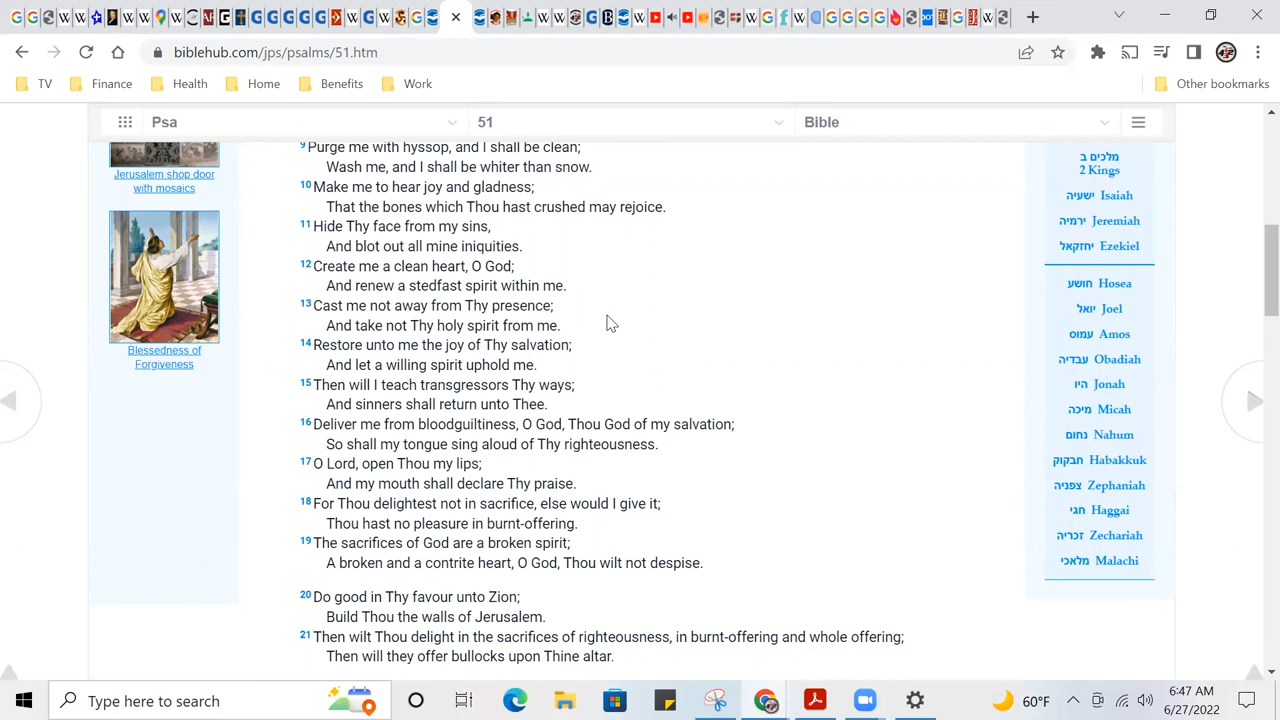 biblehub.com/jps/psalms/51.htm
TV
Finance
Health
Home
Benefits
Work
Other bookmarks
Psa
51
Bible
Jerusalem shop door
with mosaics
Blessedness of
Forgiveness
9 Purge me with hyssop, and I shall be clean;
Wash me, and I shall be whiter than snow.
10 Make me to hear joy and gladness;
That the bones which Thou hast crushed may rejoice.
11 Hide Thy face from my sins,
And blot out all mine iniquities.
12 Create me a clean heart, O God;
And renew a stedfast spirit within me.
13 Cast me not away from Thy presence;
And take not Thy holy spirit from me.
14 Restore unto me the joy of Thy salvation;
And let a willing spirit uphold me.
15 Then will I teach transgressors Thy ways;
And sinners shall return unto Thee.
16 Deliver me from bloodguiltiness, O God, Thou God of my salvation;
So shall my tongue sing aloud of Thy righteousness.
17 O Lord, open Thou my lips;
And my mouth shall declare Thy praise.
18 For Thou delightest not in sacrifice, else would I give it;
Thou hast no pleasure in burnt-offering.
19 The sacrifices of God are a broken spirit;
A broken and a contrite heart, O God, Thou wilt not despise.
20 Do good in Thy favour unto Zion;
Build Thou the walls of Jerusalem.
21 Then wilt Thou delight in the sacrifices of righteousness, in burnt-offering and whole offering;
Then will they offer bullocks upon Thine altar.
מלכים ב
2 Kings
ישעיה Isaiah
ירמיה Jeremiah
יחזקאל Ezekiel
חושע Hosea
יואל Joel
עמוס Amos
עבדיה Obadiah
היו Jonah
מיכה Micah
נחום Nahum
חבקוק Habakkuk
צפניה Zephaniah
חגי Haggai
זכריה Zechariah
מלאכי Malachi
Type here to search
60°F
6:47 AM
6/27/2022